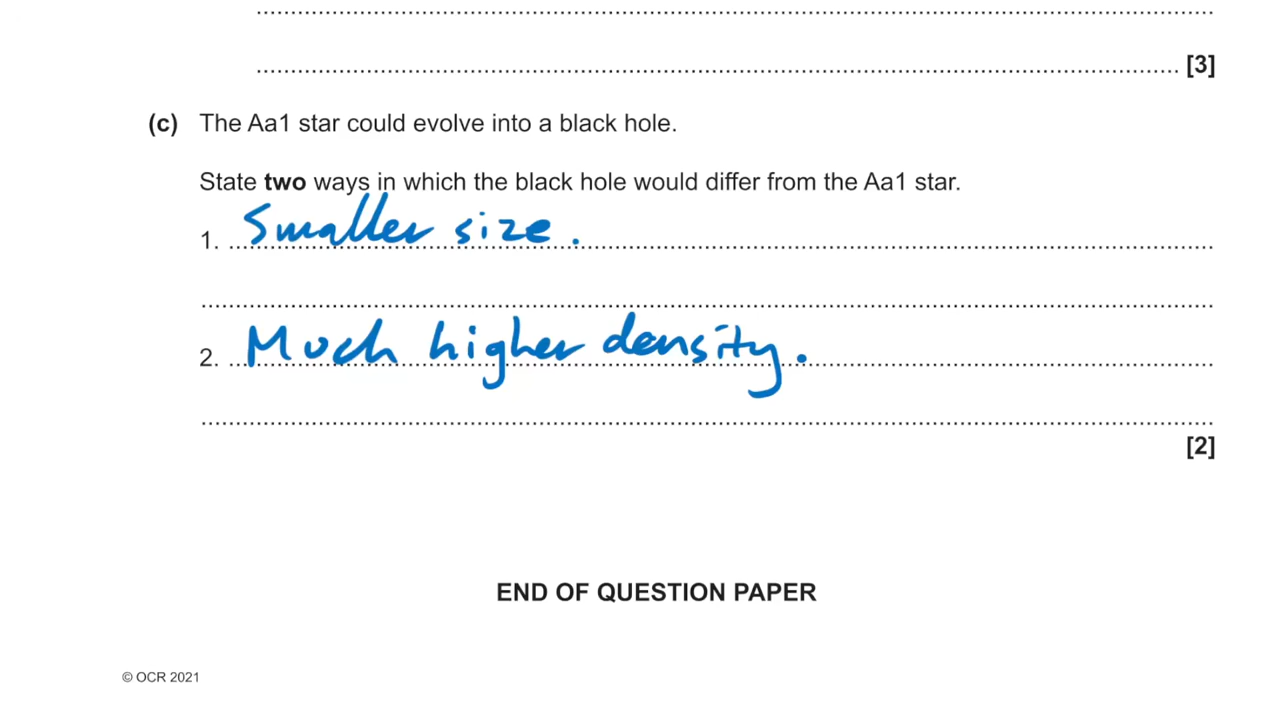 [3]
(c) The Aa1 star could evolve into a black hole.
State two ways in which the black hole would differ from the Aa1 star.
1. Smaller size.
2. Much higher density.
[2]
END OF QUESTION PAPER
© OCR 2021